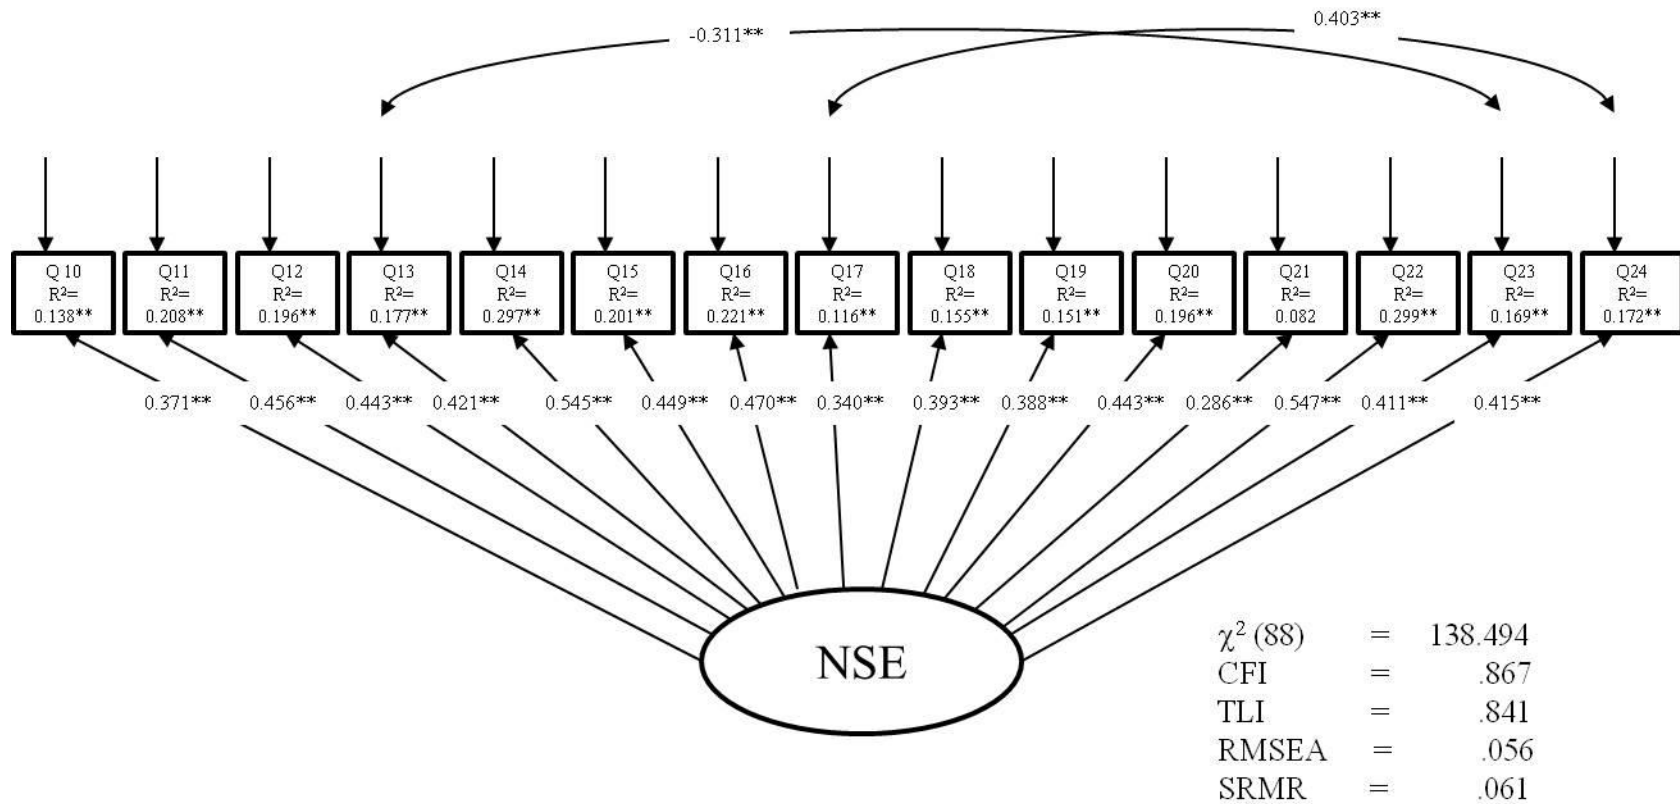 0.403**
-0.311**
Q 10
R²=
0.138**
Q11
R²=
0.208**
Q12
R²=
0.196**
Q13
R²=
0.177**
Q14
R²=
0.297**
Q15
R²=
0.201**
Q16
R²=
0.221**
Q17
R²=
0.116**
Q18
R²=
0.155**
Q19
R²=
0.151**
Q20
R²=
0.196**
Q21
R²=
0.082
Q22
R²=
0.299**
Q23
R²=
0.169**
Q24
R²=
0.172**
0.371** 0.456** 0.443** 0.421** 0.545** 0.449** 0.470** 0.340** 0.393** 0.388** 0.443** 0.286** 0.547** 0.411** 0.415**
NSE
χ² (88) = 138.494
CFI = .867
TLI = .841
RMSEA = .056
SRMR = .061